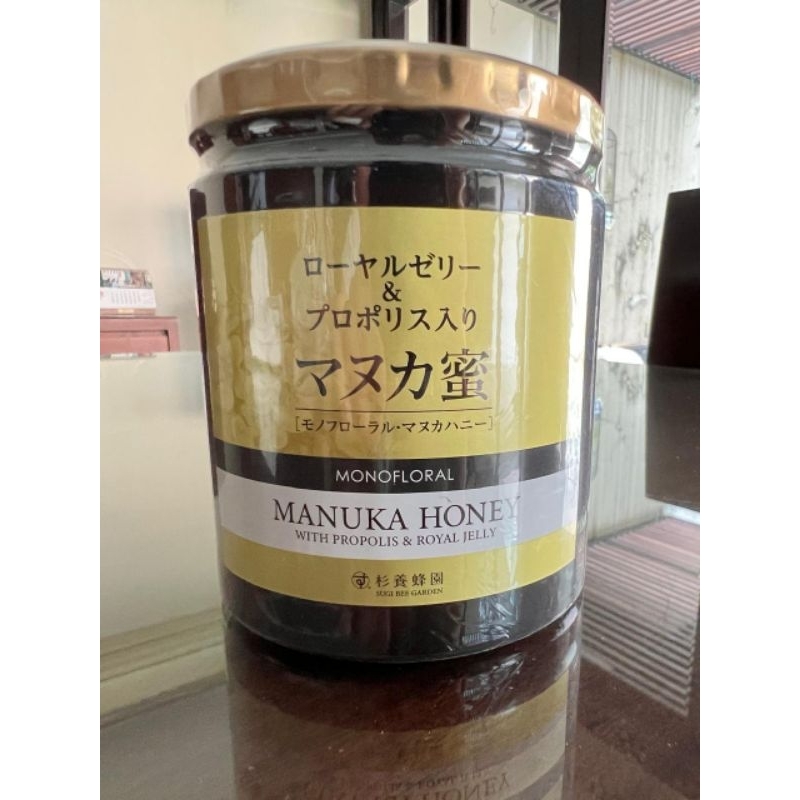 ローヤルゼリー
&
プロポリス入り
マヌカ蜜
[モノフローラル・マヌカハニー]
MONOFLORAL
MANUKA HONEY
WITH PROPOLIS & ROYAL JELLY
す 杉養蜂園
SUGI BEE GARDEN